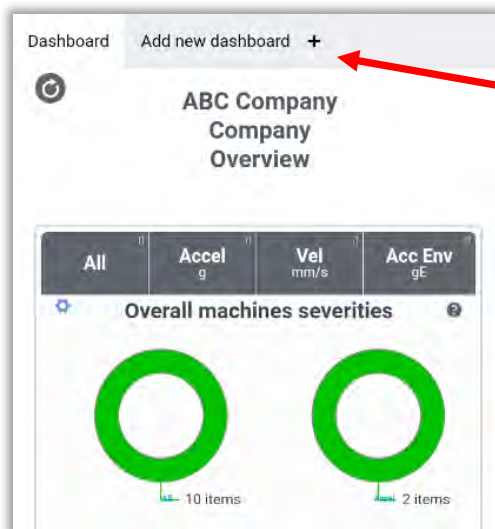 Dashboard Add new dashboard +
ABC Company
Company
Overview
All Accel Vel Acc Env
g mm/s gE
Overall machines severities ?
10 items 2 items